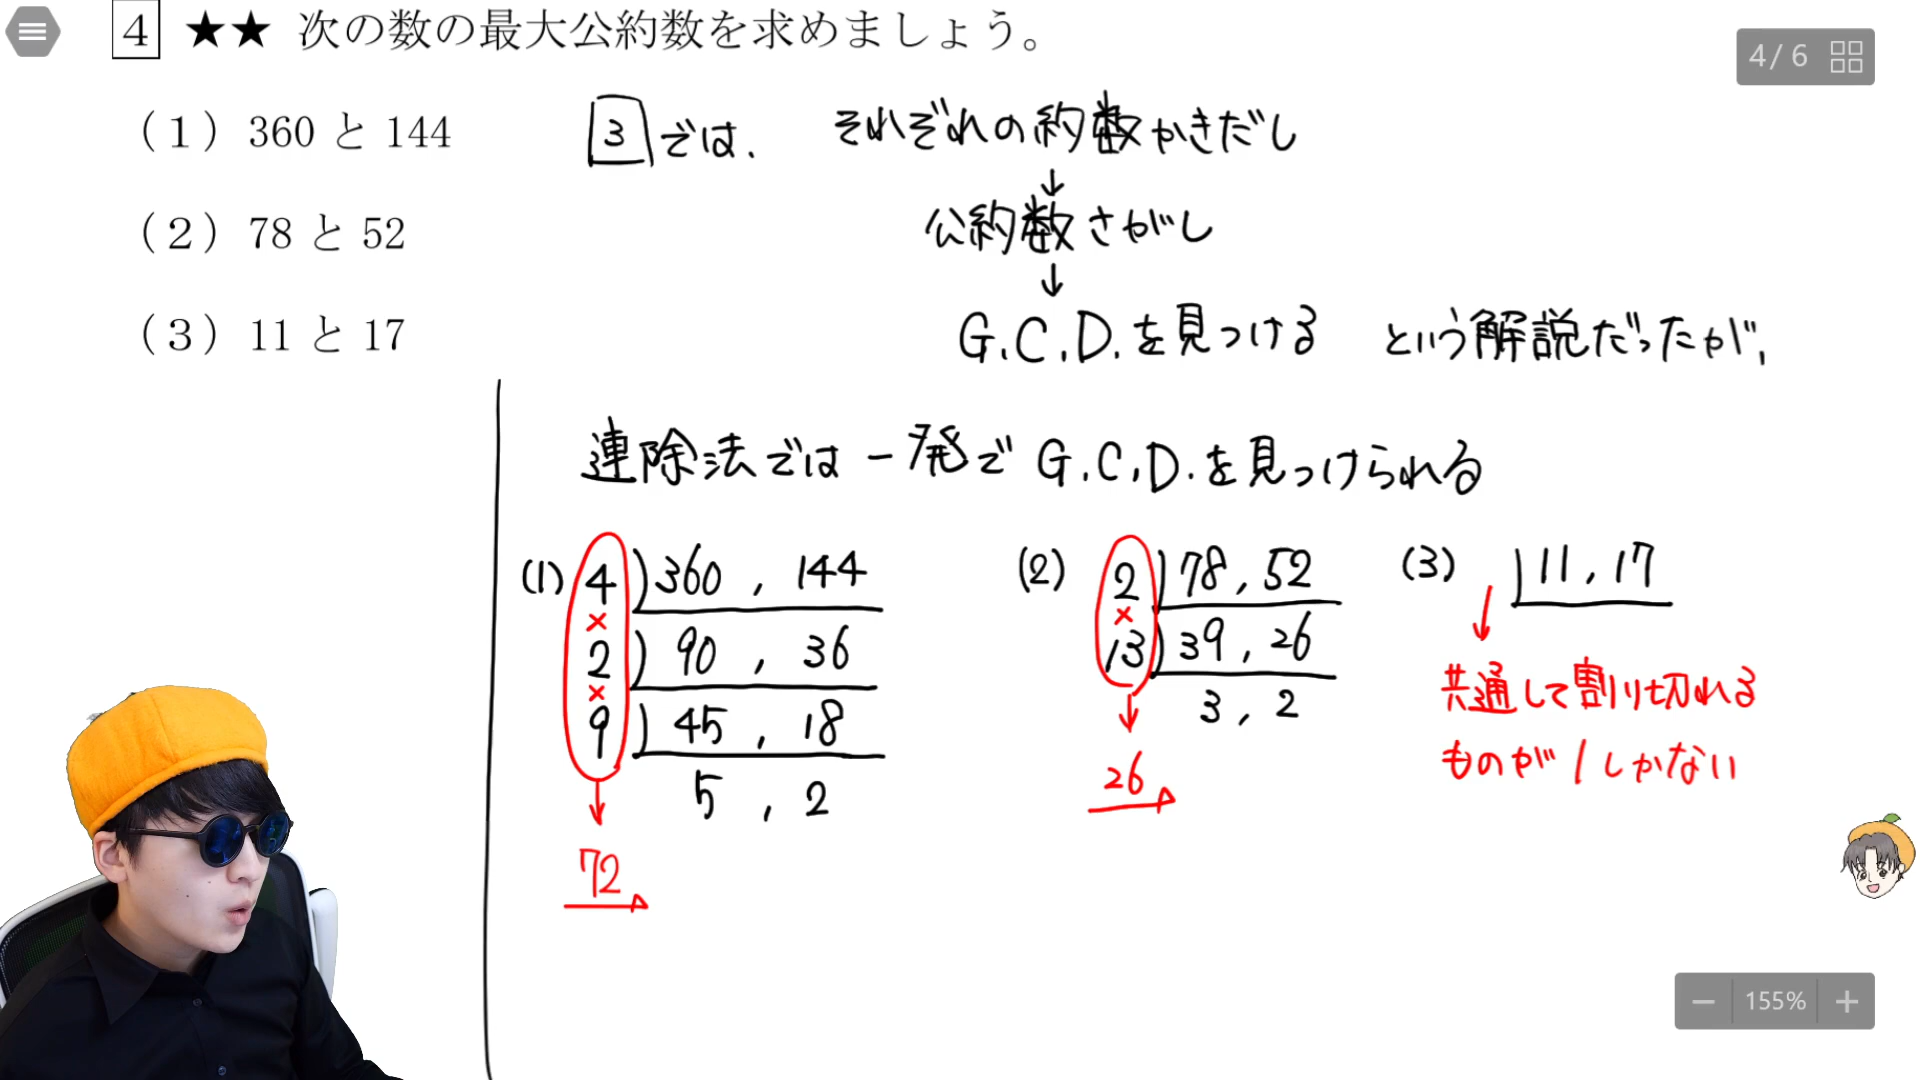 4 ★★ 次の数の最大公約数を求めましょう。
4 / 6
(1) 360 と 144
(2) 78 と 52
(3) 11 と 17
3 では. それぞれの約数かきだし
↓
公約数さがし
↓
G.C.D.を見つける という解説だったが、
連除法では一発で G.C.D.を見つけられる
(1) 4 ) 360 , 144
×
2 ) 90 , 36
×
9 ) 45 , 18
5 , 2
↓
72
(2) 2 ) 78 , 52
×
13 ) 39 , 26
3 , 2
↓
26
(3) ) 11 , 17
↓
共通して割り切れる
ものが 1 しかない
− 155% +